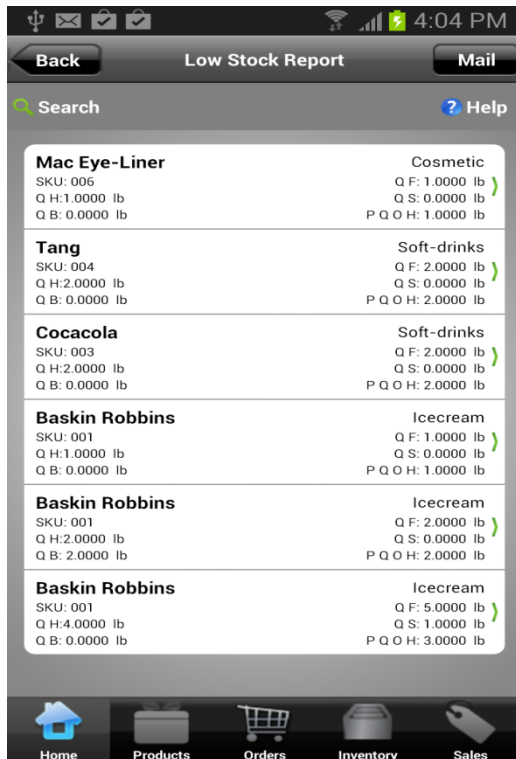 4:04 PM
Back Low Stock Report Mail
Search ? Help
Mac Eye-Liner Cosmetic
SKU: 006 Q F: 1.0000 lb
Q H:1.0000 lb Q S: 0.0000 lb
Q B: 0.0000 lb P Q O H: 1.0000 lb
Tang Soft-drinks
SKU: 004 Q F: 2.0000 lb
Q H:2.0000 lb Q S: 0.0000 lb
Q B: 0.0000 lb P Q O H: 2.0000 lb
Cocacola Soft-drinks
SKU: 003 Q F: 2.0000 lb
Q H:2.0000 lb Q S: 0.0000 lb
Q B: 0.0000 lb P Q O H: 2.0000 lb
Baskin Robbins Icecream
SKU: 001 Q F: 1.0000 lb
Q H:1.0000 lb Q S: 0.0000 lb
Q B: 0.0000 lb P Q O H: 1.0000 lb
Baskin Robbins Icecream
SKU: 001 Q F: 2.0000 lb
Q H:2.0000 lb Q S: 0.0000 lb
Q B: 2.0000 lb P Q O H: 2.0000 lb
Baskin Robbins Icecream
SKU: 001 Q F: 5.0000 lb
Q H:4.0000 lb Q S: 1.0000 lb
Q B: 0.0000 lb P Q O H: 3.0000 lb
Home Products Orders Inventory Sales